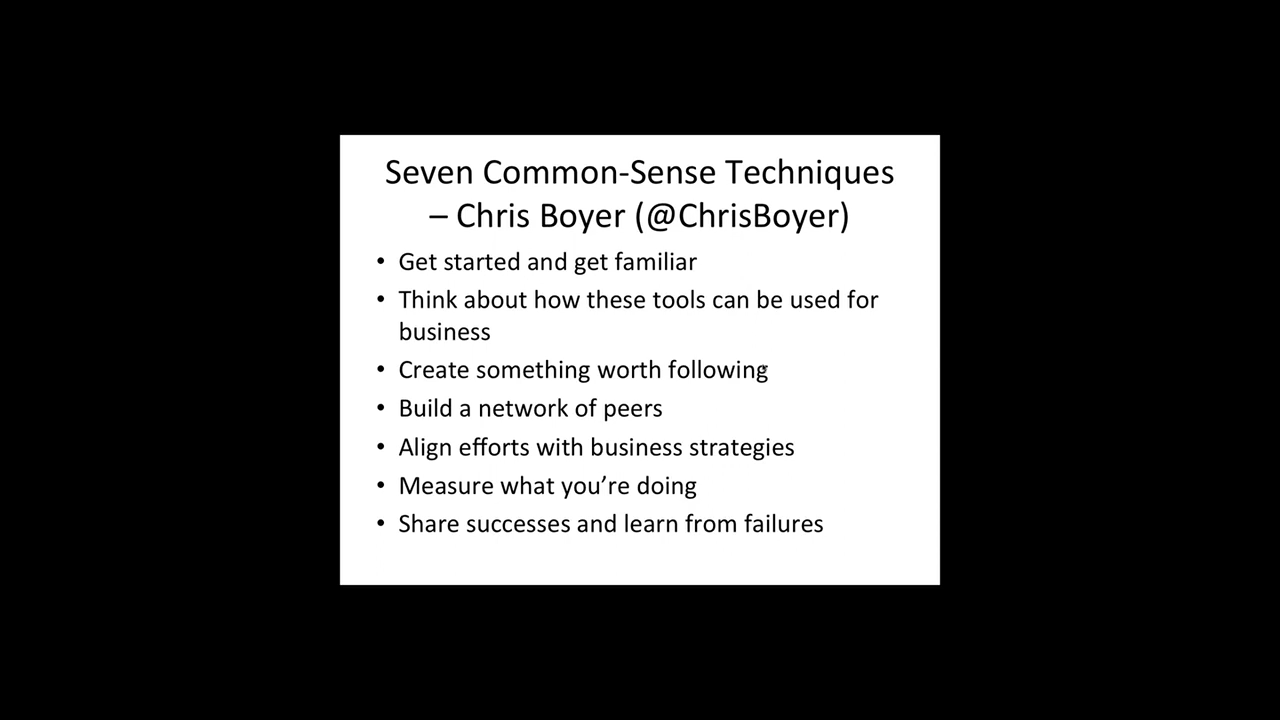 Seven Common-Sense Techniques
– Chris Boyer (@ChrisBoyer)
• Get started and get familiar
• Think about how these tools can be used for
business
• Create something worth following
• Build a network of peers
• Align efforts with business strategies
• Measure what you’re doing
• Share successes and learn from failures